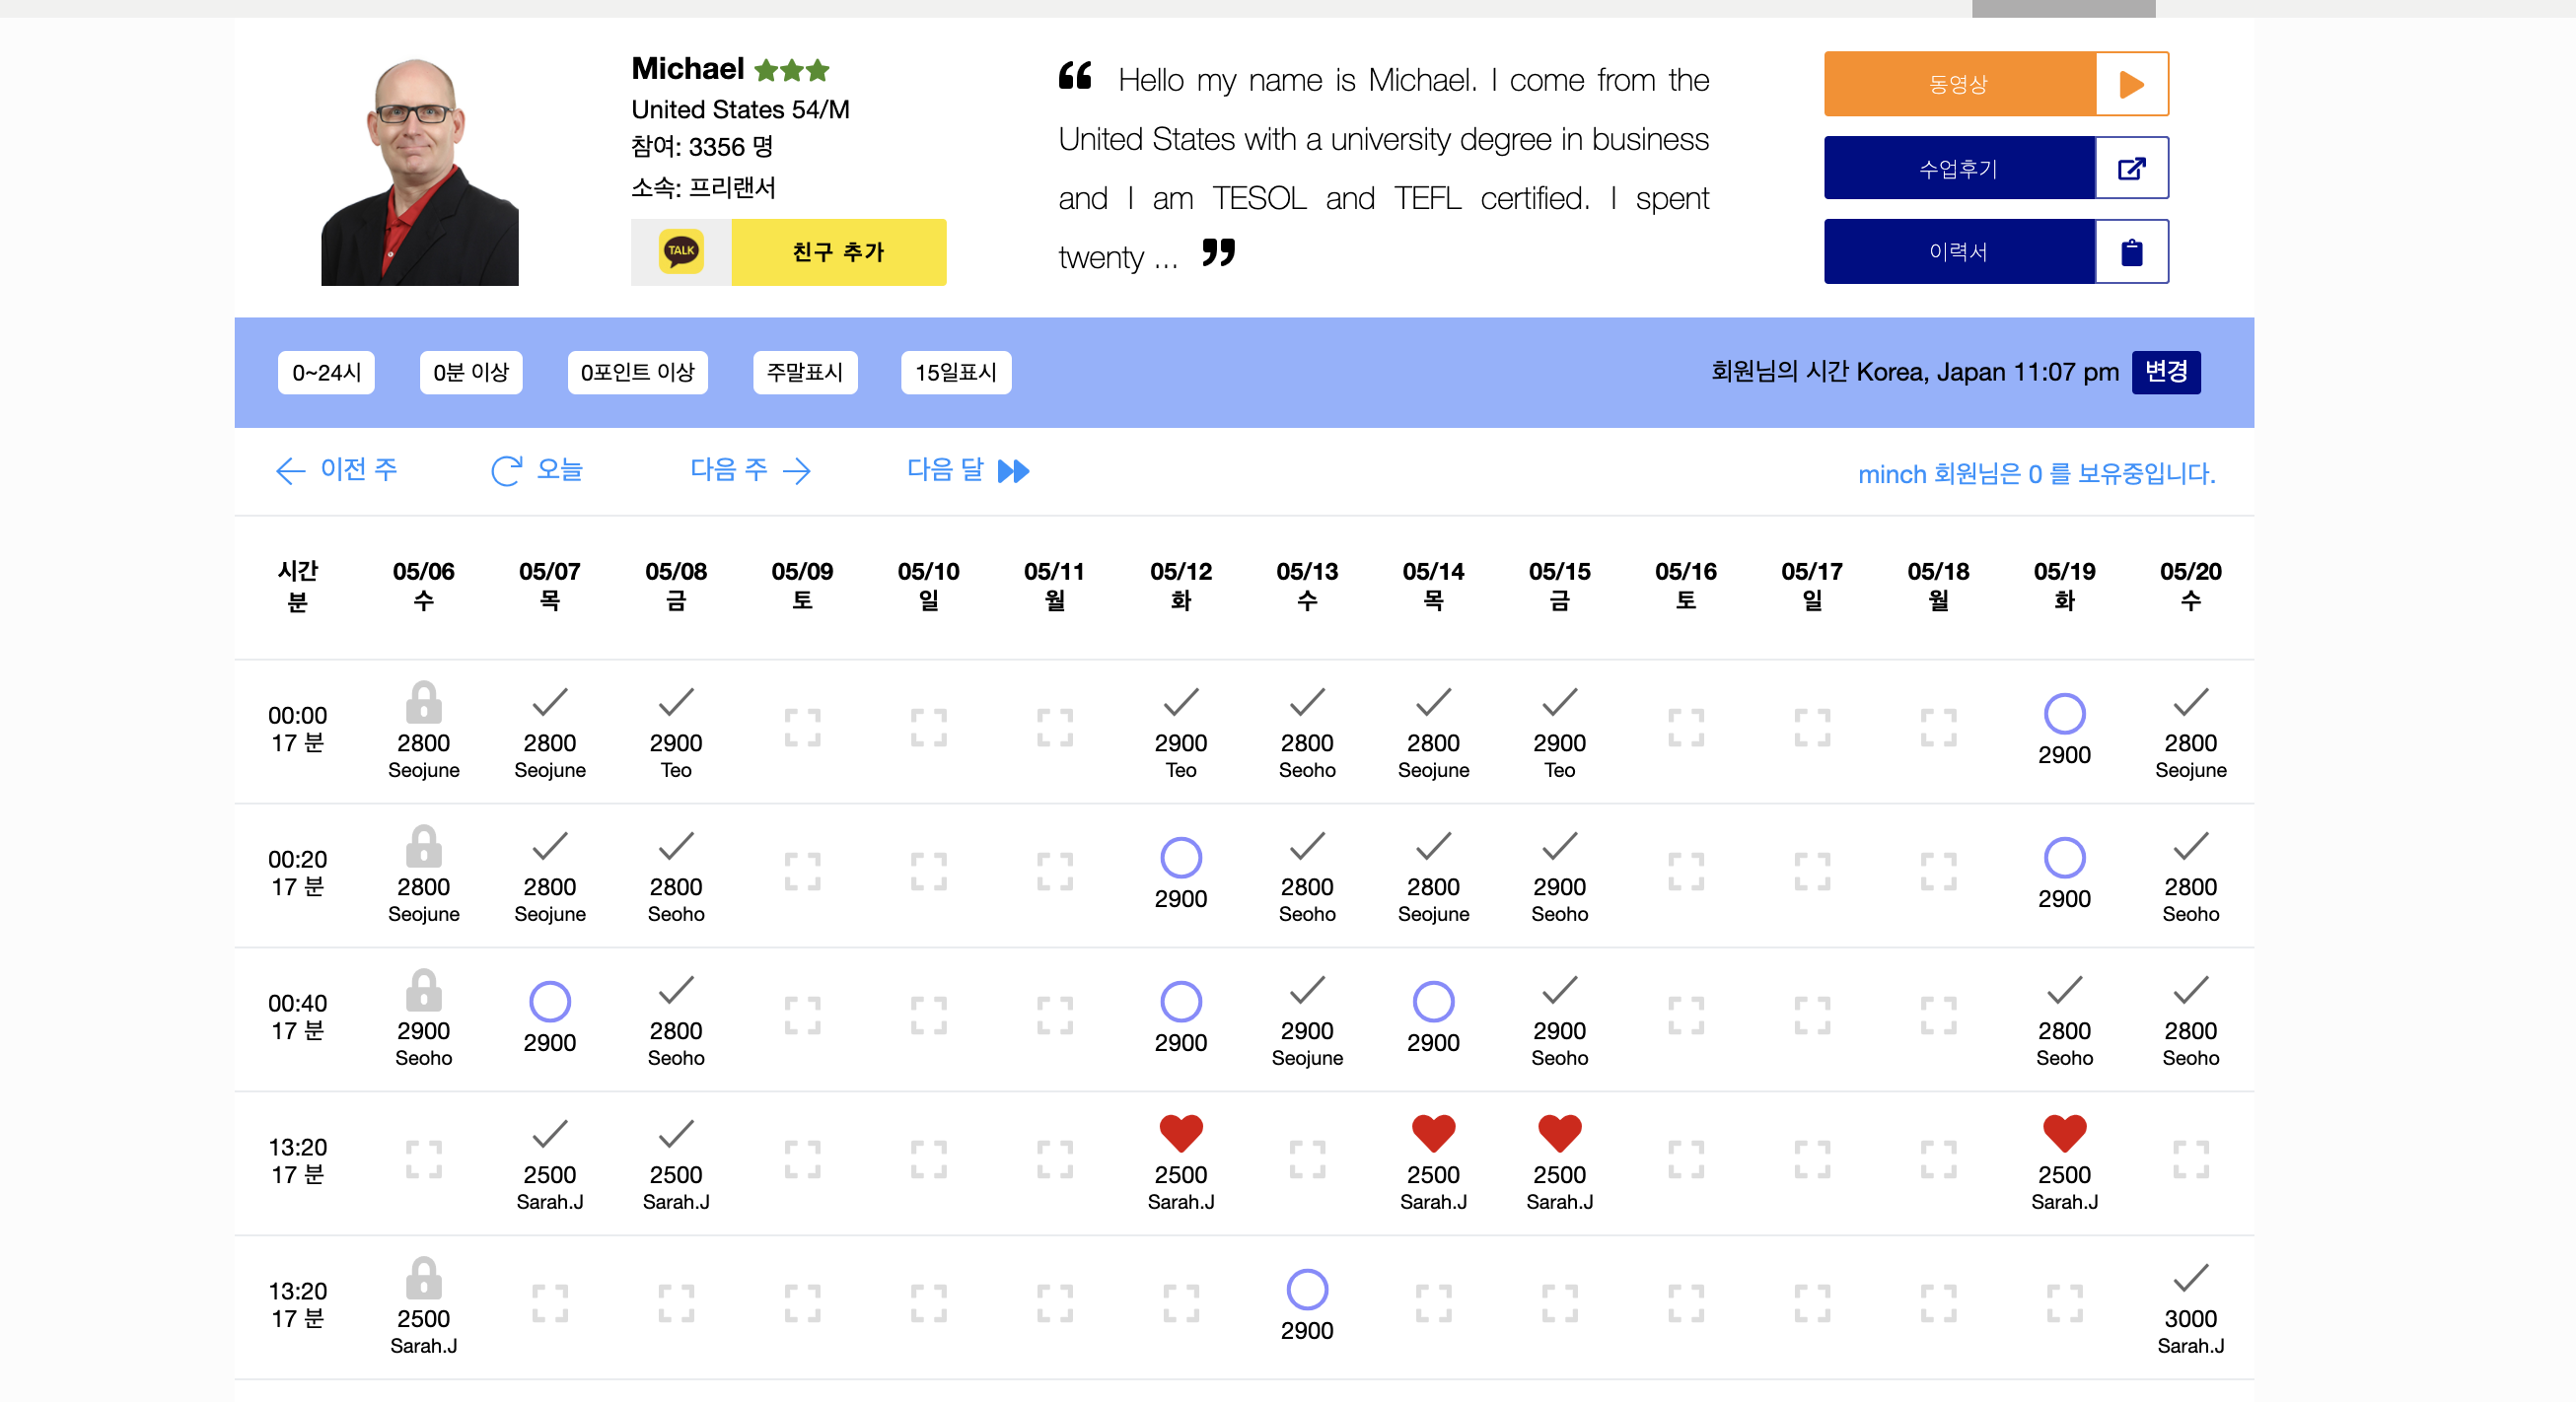 Michael
United States 54/M
참여: 3356 명
소속: 프리랜서
TALK
친구 추가
“ Hello my name is Michael. I come from the
United States with a university degree in business
and I am TESOL and TEFL certified. I spent
twenty ... ”
동영상
수업후기
이력서
0~24시 0분 이상 0포인트 이상 주말표시 15일표시 회원님의 시간 Korea, Japan 11:07 pm 변경
이전 주 오늘 다음 주 다음 달 minch 회원님은 0 를 보유중입니다.
시간 05/06 05/07 05/08 05/09 05/10 05/11 05/12 05/13 05/14 05/15 05/16 05/17 05/18 05/19 05/20
분 수 목 금 토 일 월 화 수 목 금 토 일 월 화 수
00:00
17 분
2800 2800 2900 2900 2800 2800 2900 2900 2800
Seojune Seojune Teo Teo Seoho Seojune Teo Seojune
00:20
17 분
2800 2800 2800 2900 2800 2800 2900 2900 2800
Seojune Seojune Seoho Seoho Seojune Seoho Seoho
00:40
17 분
2900 2900 2800 2900 2900 2900 2900 2800 2800
Seoho Seoho Seojune Seoho Seoho Seoho
13:20
17 분
2500 2500 2500 2500 2500 2500
Sarah.J Sarah.J Sarah.J Sarah.J Sarah.J Sarah.J
13:20
17 분
2500 2900 3000
Sarah.J Sarah.J